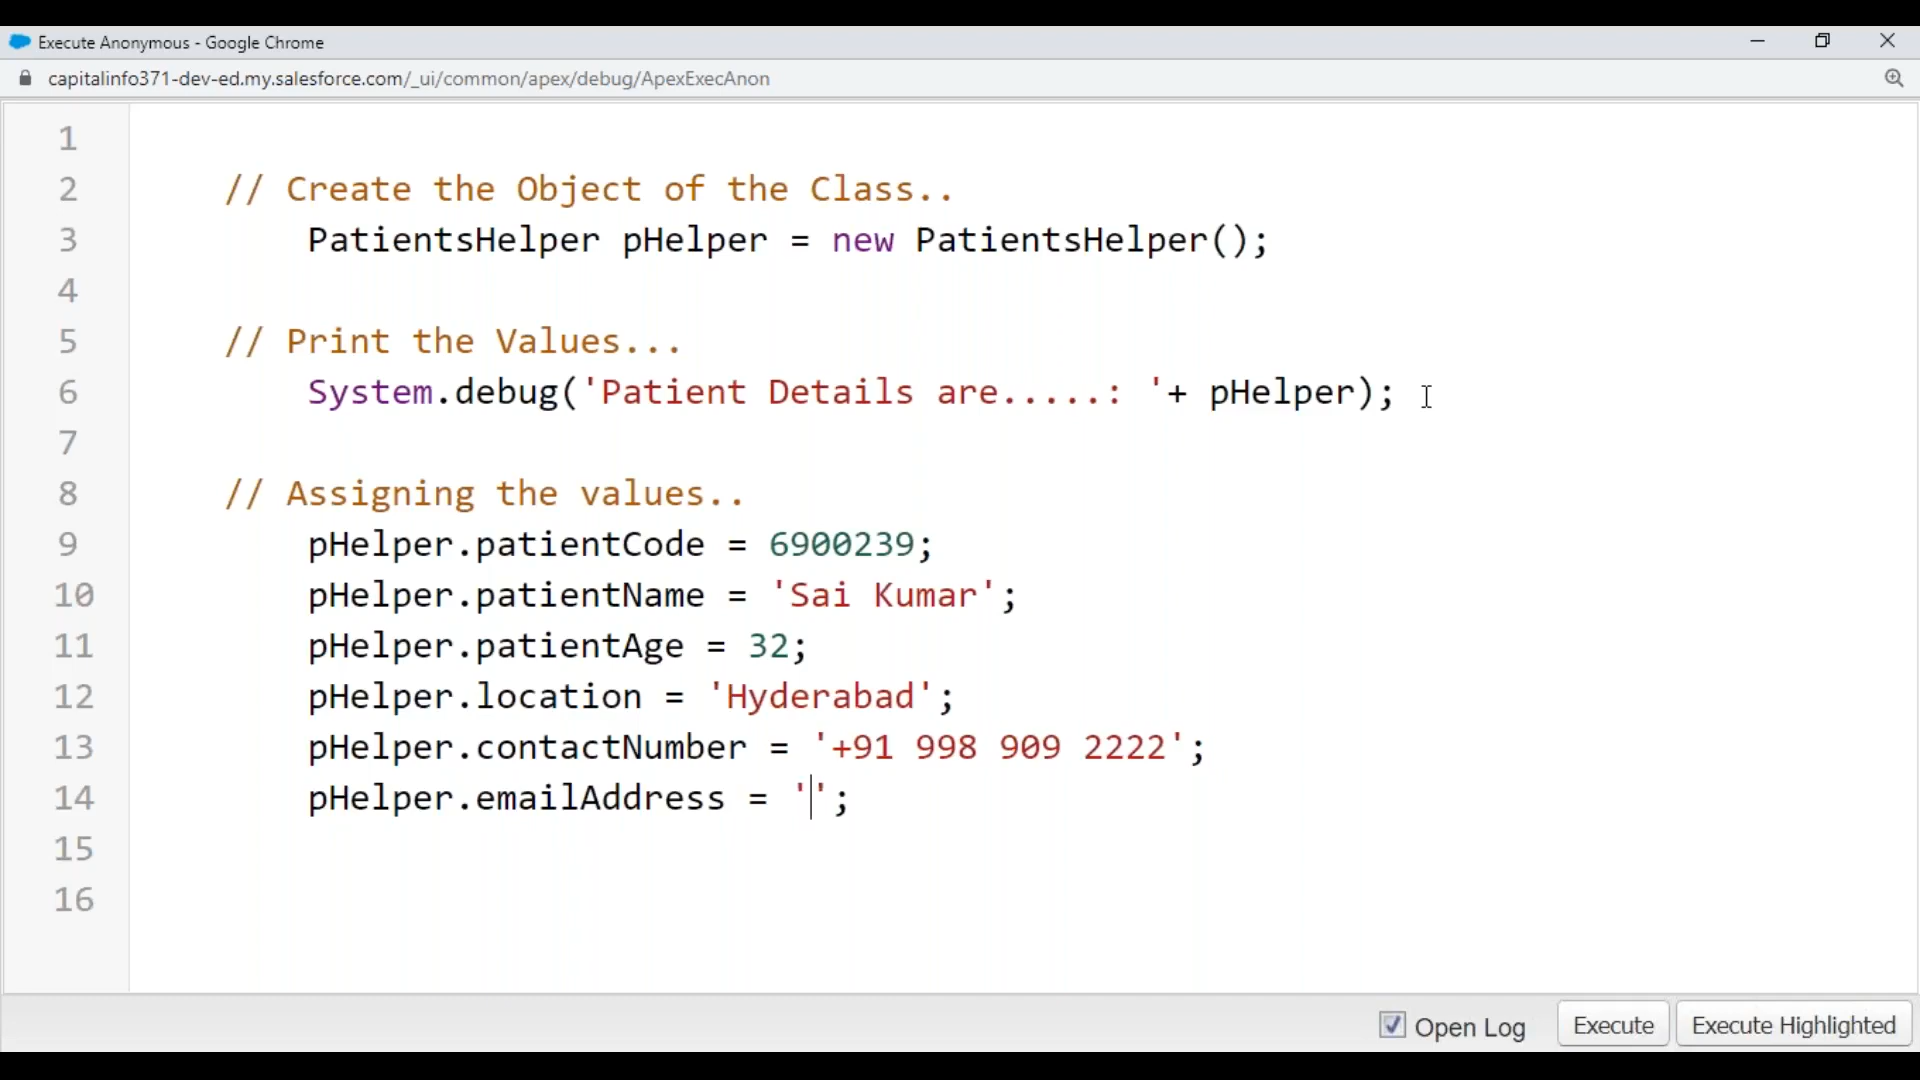 Execute Anonymous - Google Chrome
capitalinfo371-dev-ed.my.salesforce.com/_ui/common/apex/debug/ApexExecAnon
1
2 // Create the Object of the Class..
3 PatientsHelper pHelper = new PatientsHelper();
4
5 // Print the Values...
6 System.debug('Patient Details are.....: '+ pHelper);
7
8 // Assigning the values..
9 pHelper.patientCode = 6900239;
10 pHelper.patientName = 'Sai Kumar';
11 pHelper.patientAge = 32;
12 pHelper.location = 'Hyderabad';
13 pHelper.contactNumber = '+91 998 909 2222';
14 pHelper.emailAddress = '';
15
16
Open Log Execute Execute Highlighted